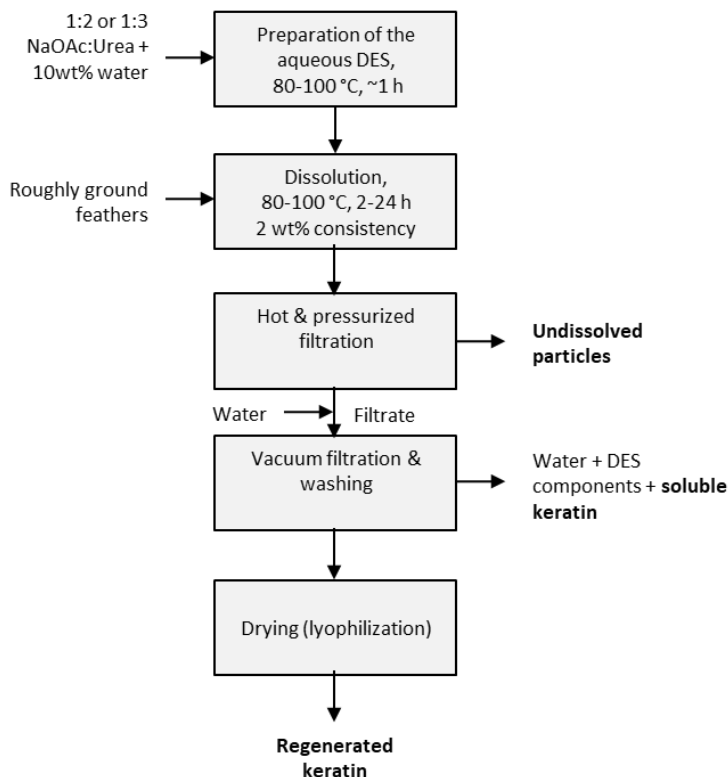 1:2 or 1:3
NaOAc:Urea +
10wt% water
Preparation of the
aqueous DES,
80-100 °C, ~1 h
Roughly ground
feathers
Dissolution,
80-100 °C, 2-24 h
2 wt% consistency
Hot & pressurized
filtration
Undissolved
particles
Water
Filtrate
Vacuum filtration &
washing
Water + DES
components + soluble
keratin
Drying (lyophilization)
Regenerated
keratin